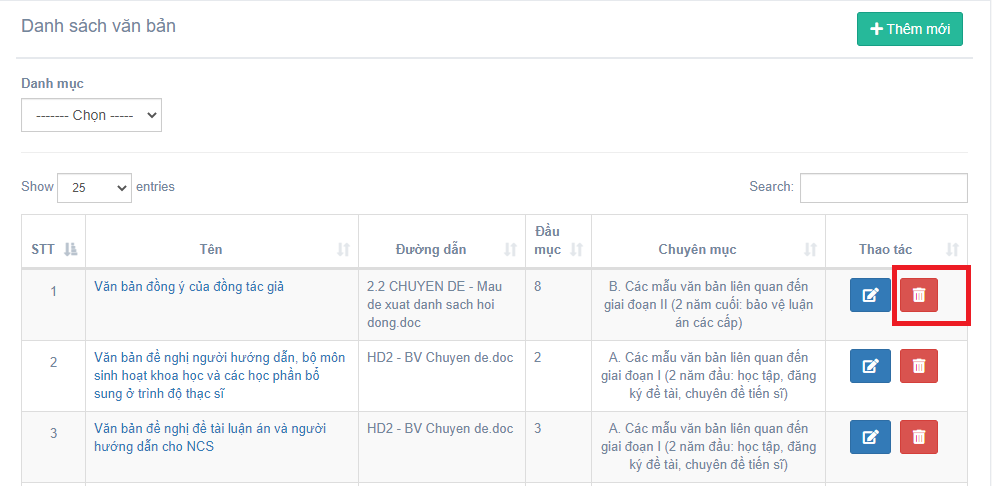 Danh sách văn bản
Thêm mới
Danh mục
------- Chọn -----
Show 25 entries
Search:
STT Tên Đường dẫn Đầu mục Chuyên mục Thao tác
1
Văn bản đồng ý của đồng tác giả
2.2 CHUYEN DE - Mau
de xuat danh sach hoi
dong.doc
8
B. Các mẫu văn bản liên quan đến
giai đoạn II (2 năm cuối: bảo vệ luận
án các cấp)
2
Văn bản đề nghị người hướng dẫn, bộ môn
sinh hoạt khoa học và các học phần bổ
sung ở trình độ thạc sĩ
HD2 - BV Chuyen de.doc
2
A. Các mẫu văn bản liên quan đến
giai đoạn I (2 năm đầu: học tập, đăng
ký đề tài, chuyên đề tiến sĩ)
3
Văn bản đề nghị đề tài luận án và người
hướng dẫn cho NCS
HD2 - BV Chuyen de.doc
3
A. Các mẫu văn bản liên quan đến
giai đoạn I (2 năm đầu: học tập, đăng
ký đề tài, chuyên đề tiến sĩ)